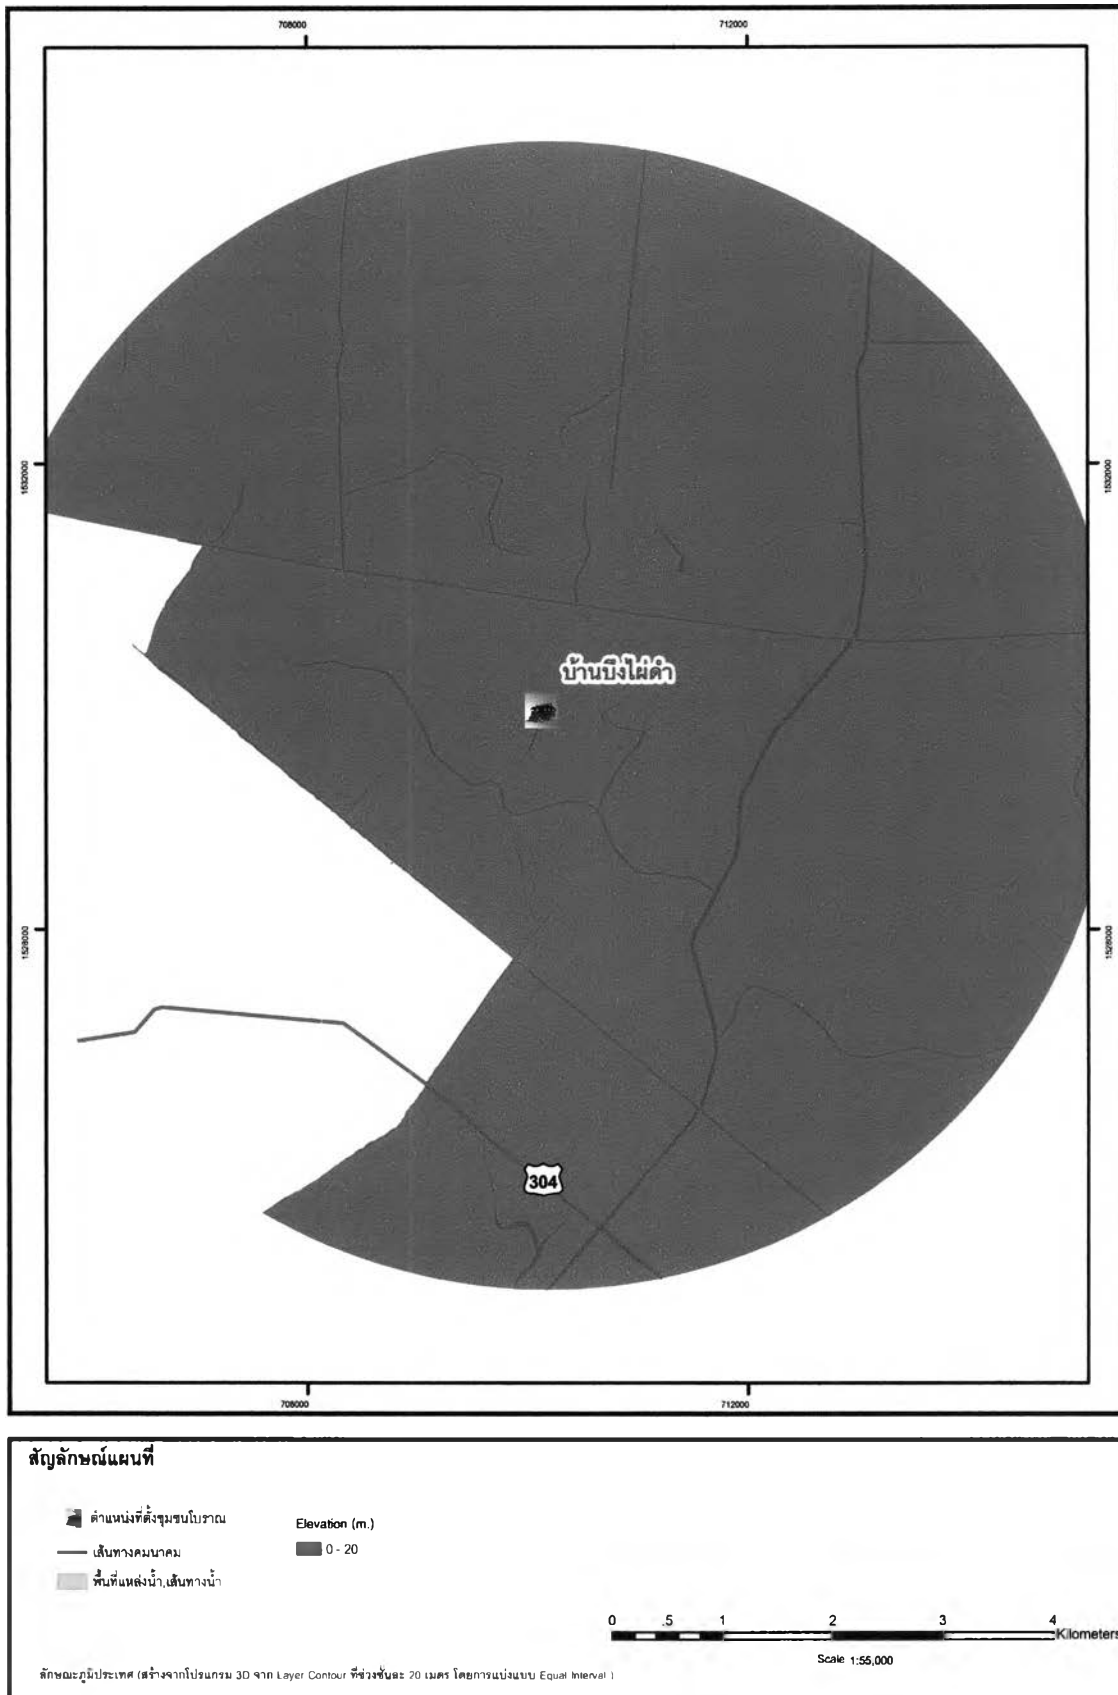 708000 712000
1532000 1532000
บ้านบึงไผ่ดำ
1528000 1528000
304
708000 712000
สัญลักษณ์แผนที่
ตำแหน่งที่ตั้งชุมชนโบราณ
เส้นทางคมนาคม
พื้นที่แหล่งน้ำ,เส้นทางน้ำ
Elevation (m.)
0 - 20
0 .5 1 2 3 4
Kilometers
Scale 1:55,000
ลักษณะภูมิประเทศ (สร้างจากโปรแกรม 3D จาก Layer Contour ที่ช่วงชั้นละ 20 เมตร โดยการแบ่งแบบ Equal Interval )